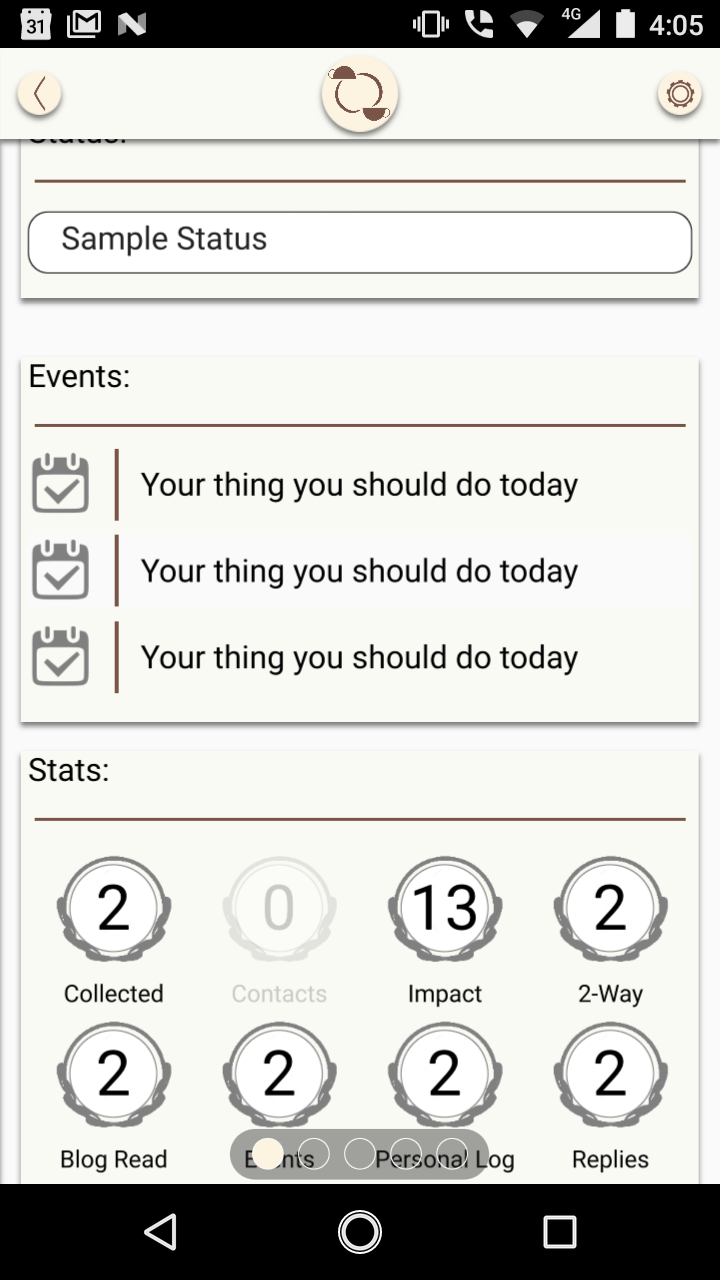 31 4G 4:05
Status:
Sample Status
Events:
Your thing you should do today
Your thing you should do today
Your thing you should do today
Stats:
2 0 13 2
Collected Contacts Impact 2-Way
2 2 2 2
Blog Read Events Personal Log Replies